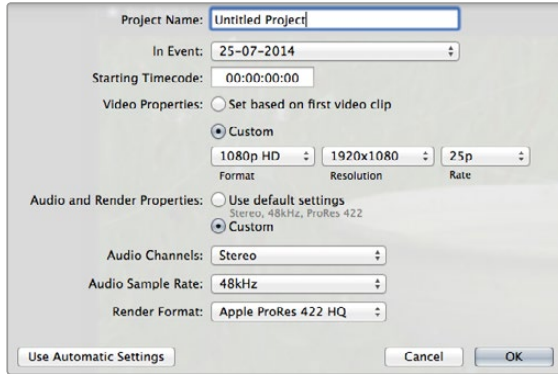 Project Name: Untitled Project
In Event: 25-07-2014
Starting Timecode: 00:00:00:00
Video Properties: Set based on first video clip
Custom
1080p HD 1920x1080 25p
Format Resolution Rate
Audio and Render Properties: Use default settings
Stereo, 48kHz, ProRes 422
Custom
Audio Channels: Stereo
Audio Sample Rate: 48kHz
Render Format: Apple ProRes 422 HQ
Use Automatic Settings Cancel OK